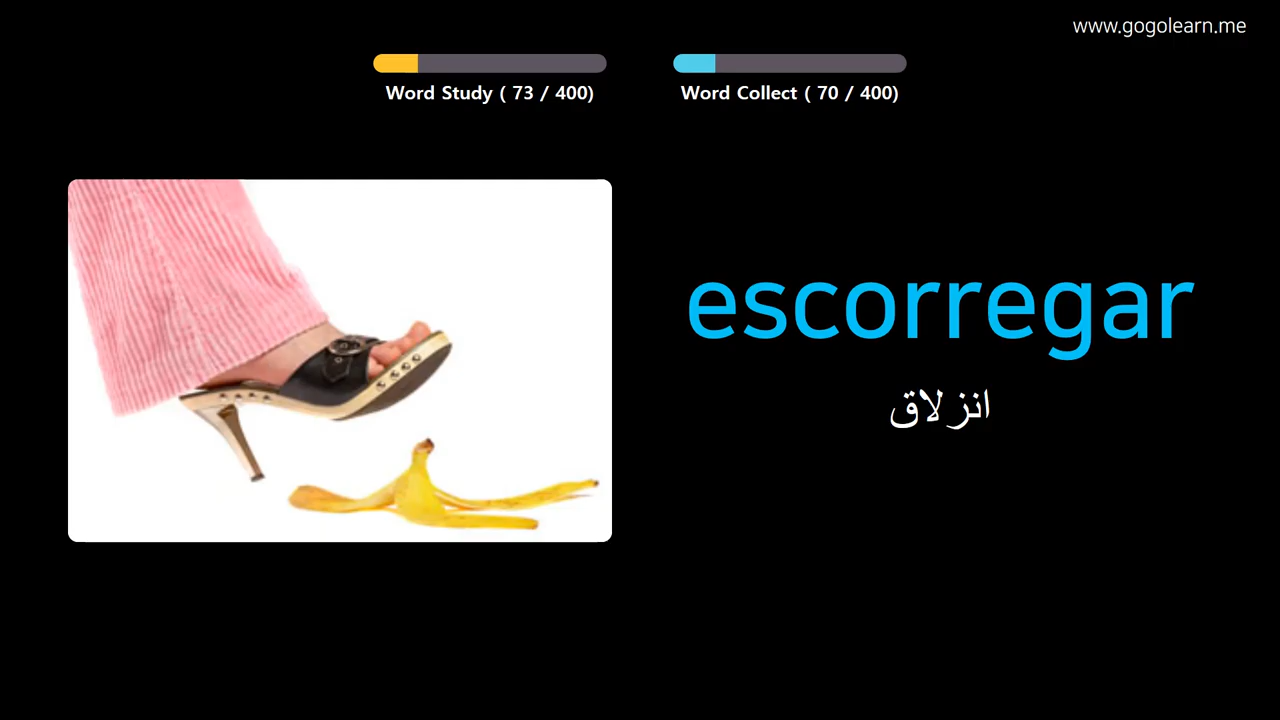 www.gogolearn.me
Word Study ( 73 / 400)
Word Collect ( 70 / 400)
escorregar
انزلاق